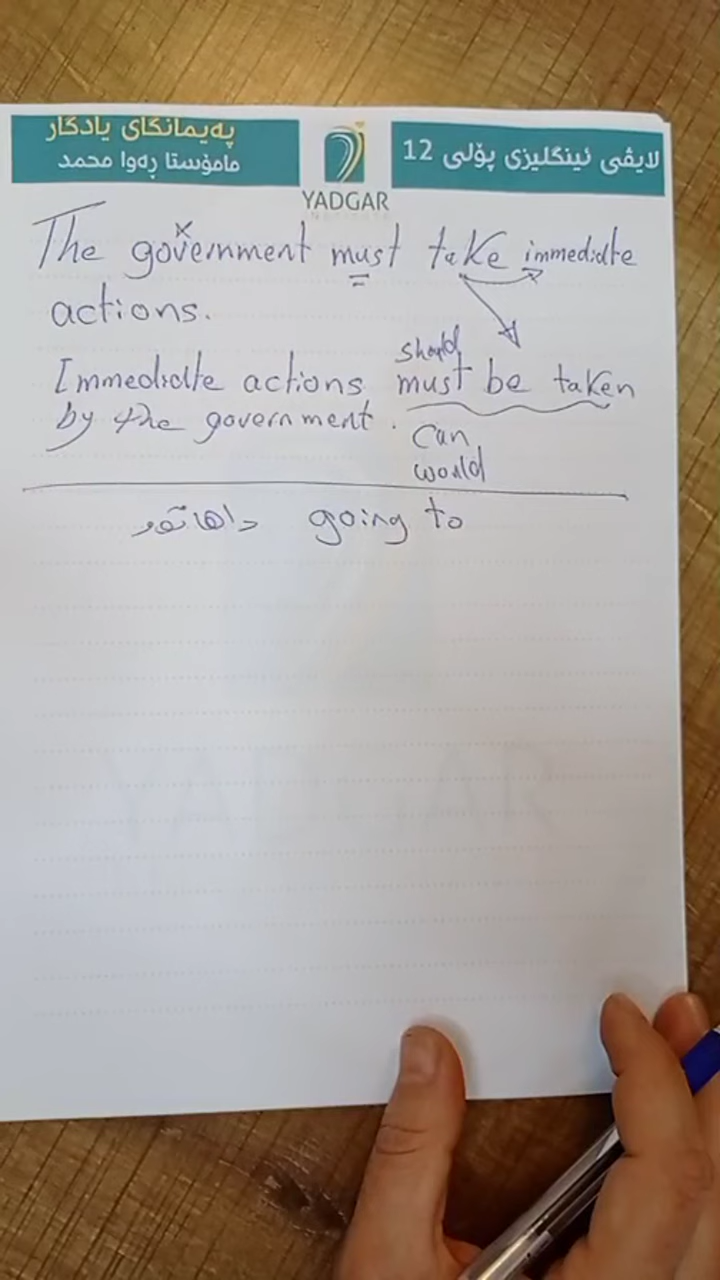 پەیمانگای یادگار
مامۆستا ڕەوا محمد
YADGAR
لایڤی ئینگلیزی پۆلی 12
The government must take immediate
actions.
should
Immediate actions must be taken
by the government.
can
would
داهاتوو going to